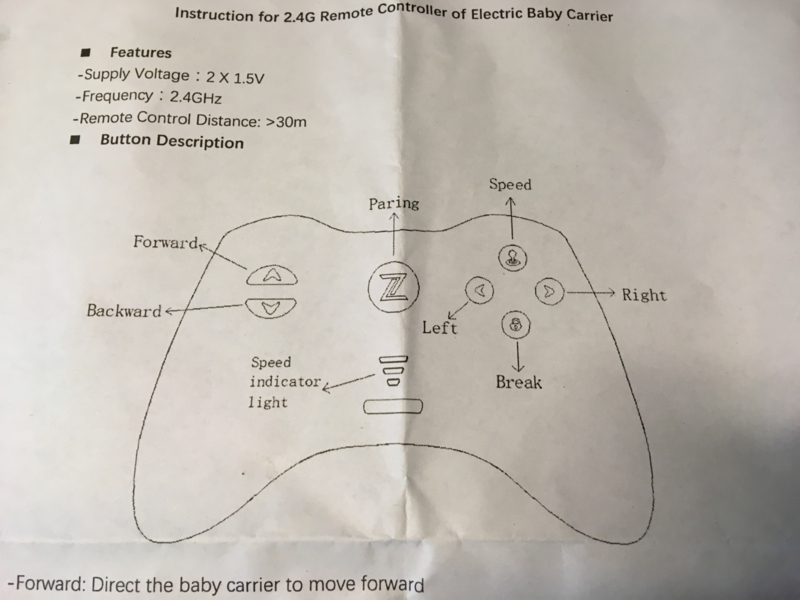 Instruction for 2.4G Remote Controller of Electric Baby Carrier
■ Features
-Supply Voltage : 2 X 1.5V
-Frequency : 2.4GHz
-Remote Control Distance: >30m
■ Button Description
Speed
Paring
Forward
Backward
Right
Left
Z
Speed
indicator
light
Break
-Forward: Direct the baby carrier to move forward